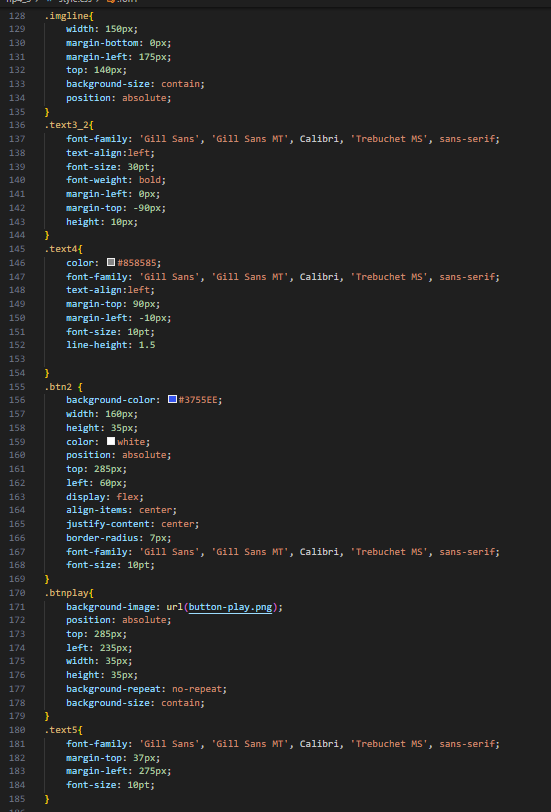 128 .imgline{
129 width: 150px;
130 margin-bottom: 0px;
131 margin-left: 175px;
132 top: 140px;
133 background-size: contain;
134 position: absolute;
135 }
136 .text3_2{
137 font-family: 'Gill Sans', 'Gill Sans MT', Calibri, 'Trebuchet MS', sans-serif;
138 text-align:left;
139 font-size: 30pt;
140 font-weight: bold;
141 margin-left: 0px;
142 margin-top: -90px;
143 height: 10px;
144 }
145 .text4{
146 color: #858585;
147 font-family: 'Gill Sans', 'Gill Sans MT', Calibri, 'Trebuchet MS', sans-serif;
148 text-align:left;
149 margin-top: 90px;
150 margin-left: -10px;
151 font-size: 10pt;
152 line-height: 1.5
153
154 }
155 .btn2 {
156 background-color: #3755EE;
157 width: 160px;
158 height: 35px;
159 color: white;
160 position: absolute;
161 top: 285px;
162 left: 60px;
163 display: flex;
164 align-items: center;
165 justify-content: center;
166 border-radius: 7px;
167 font-family: 'Gill Sans', 'Gill Sans MT', Calibri, 'Trebuchet MS', sans-serif;
168 font-size: 10pt;
169 }
170 .btnplay{
171 background-image: url(button-play.png);
172 position: absolute;
173 top: 285px;
174 left: 235px;
175 width: 35px;
176 height: 35px;
177 background-repeat: no-repeat;
178 background-size: contain;
179 }
180 .text5{
181 font-family: 'Gill Sans', 'Gill Sans MT', Calibri, 'Trebuchet MS', sans-serif;
182 margin-top: 37px;
183 margin-left: 275px;
184 font-size: 10pt;
185 }